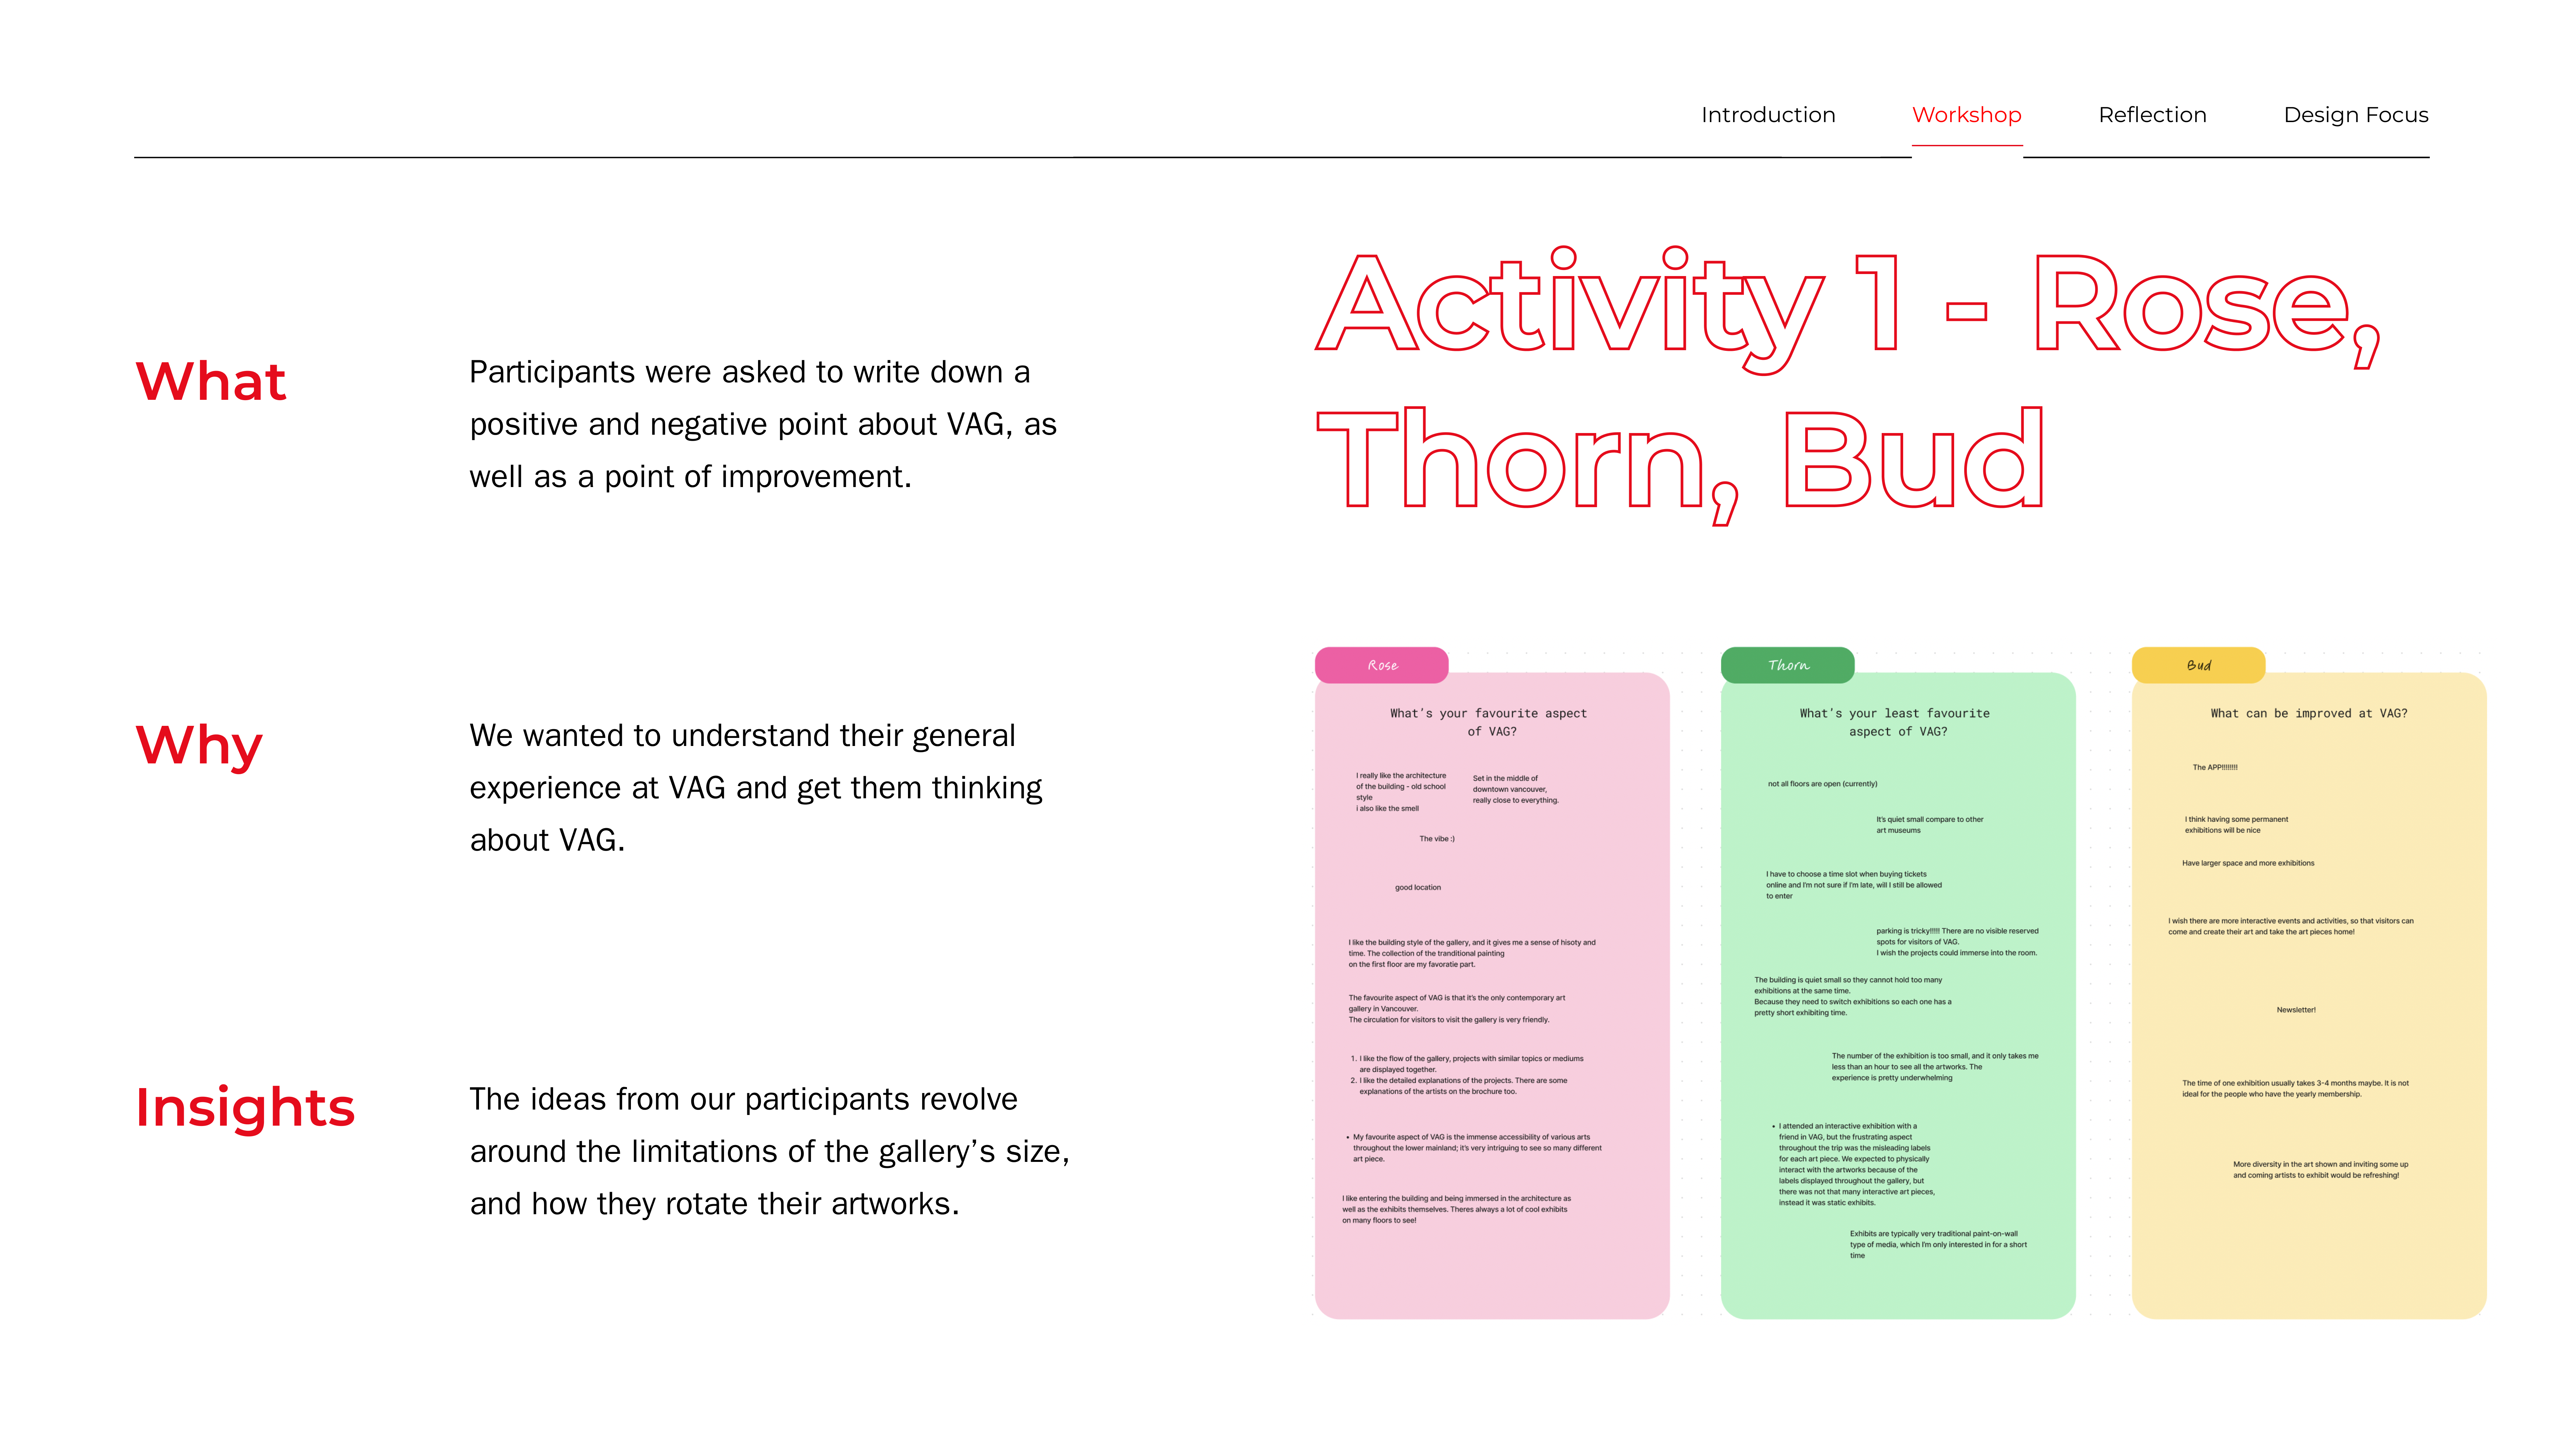 Introduction
Workshop
Reflection
Design Focus
Activity 1 - Rose,
Thorn, Bud
What
Participants were asked to write down a
positive and negative point about VAG, as
well as a point of improvement.
Why
We wanted to understand their general
experience at VAG and get them thinking
about VAG.
Insights
The ideas from our participants revolve
around the limitations of the gallery’s size,
and how they rotate their artworks.
Rose
What's your favourite aspect
of VAG?
I really like the architecture
of the building - old school
style
i also like the smell
Set in the middle of
downtown vancouver,
really close to everything.
The vibe :)
good location
I like the building style of the gallery, and it gives me a sense of hisoty and
time. The collection of the tranditional painting
on the first floor are my favoratie part.
The favourite aspect of VAG is that it's the only contemporary art
gallery in Vancouver.
The circulation for visitors to visit the gallery is very friendly.
1. I like the flow of the gallery, projects with similar topics or mediums
are displayed together.
2. I like the detailed explanations of the projects. There are some
explanations of the artists on the brochure too.
• My favourite aspect of VAG is the immense accessibility of various arts
throughout the lower mainland; it's very intriguing to see so many different
art piece.
I like entering the building and being immersed in the architecture as
well as the exhibits themselves. Theres always a lot of cool exhibits
on many floors to see!
Thorn
What's your least favourite
aspect of VAG?
not all floors are open (currently)
It's quiet small compare to other
art museums
I have to choose a time slot when buying tickets
online and I'm not sure if I'm late, will I still be allowed
to enter
parking is tricky!!!!! There are no visible reserved
spots for visitors of VAG.
I wish the projects could immerse into the room.
The building is quiet small so they cannot hold too many
exhibitions at the same time.
Because they need to switch exhibitions so each one has a
pretty short exhibiting time.
The number of the exhibition is too small, and it only takes me
less than an hour to see all the artworks. The
experience is pretty underwhelming
• I attended an interactive exhibition with a
friend in VAG, but the frustrating aspect
throughout the trip was the misleading labels
for each art piece. We expected to physically
interact with the artworks because of the
labels displayed throughout the gallery, but
there was not that many interactive art pieces,
instead it was static exhibits.
Exhibits are typically very traditional paint-on-wall
type of media, which I'm only interested in for a short
time
Bud
What can be improved at VAG?
The APP!!!!!!!!
I think having some permanent
exhibitions will be nice
Have larger space and more exhibitions
I wish there are more interactive events and activities, so that visitors can
come and create their art and take the art pieces home!
Newsletter!
The time of one exhibition usually takes 3-4 months maybe. It is not
ideal for the people who have the yearly membership.
More diversity in the art shown and inviting some up
and coming artists to exhibit would be refreshing!